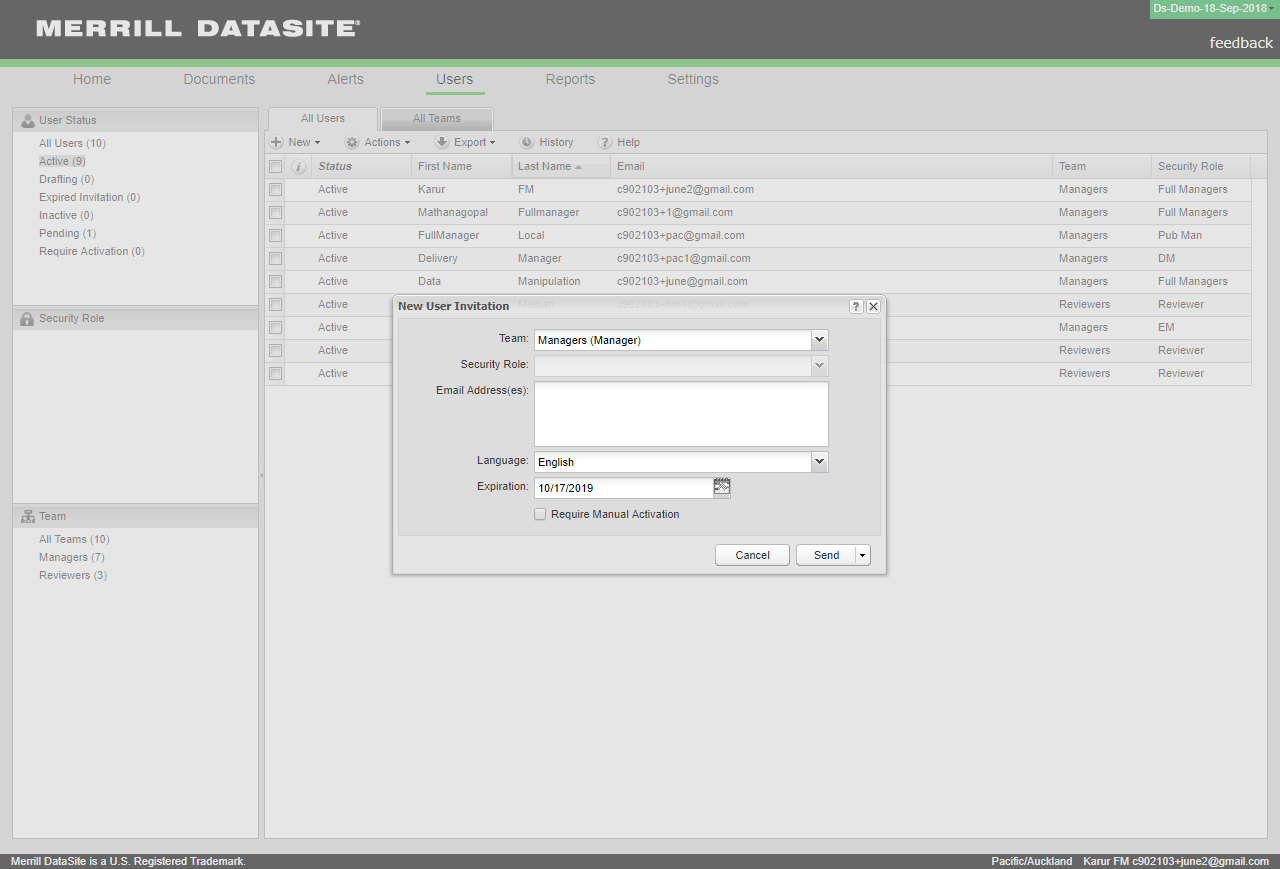 MERRILL DATASITE®
Ds-Demo-18-Sep-2018
feedback
Home Documents Alerts Users Reports Settings
User Status
All Users (10)
Active (9)
Drafting (0)
Expired Invitation (0)
Inactive (0)
Pending (1)
Require Activation (0)
Security Role
Team
All Teams (10)
Managers (7)
Reviewers (3)
All Users All Teams
New Actions Export History ? Help
i Status First Name Last Name Email Team Security Role
Active Karur FM c902103+june2@gmail.com Managers Full Managers
Active Mathanagopal Fullmanager c902103+1@gmail.com Managers Full Managers
Active FullManager Local c902103+pac@gmail.com Managers Pub Man
Active Delivery Manager c902103+pac1@gmail.com Managers DM
Active Data Manipulation c902103+june@gmail.com Managers Full Managers
Active Median c902103+hm1@gmail.com Reviewers Reviewer
Active Managers EM
Active Reviewers Reviewer
Active Reviewers Reviewer
New User Invitation ?
Team: Managers (Manager)
Security Role:
Email Address(es):
Language: English
Expiration: 10/17/2019
Require Manual Activation
Cancel Send
Merrill DataSite is a U.S. Registered Trademark. Pacific/Auckland Karur FM c902103+june2@gmail.com